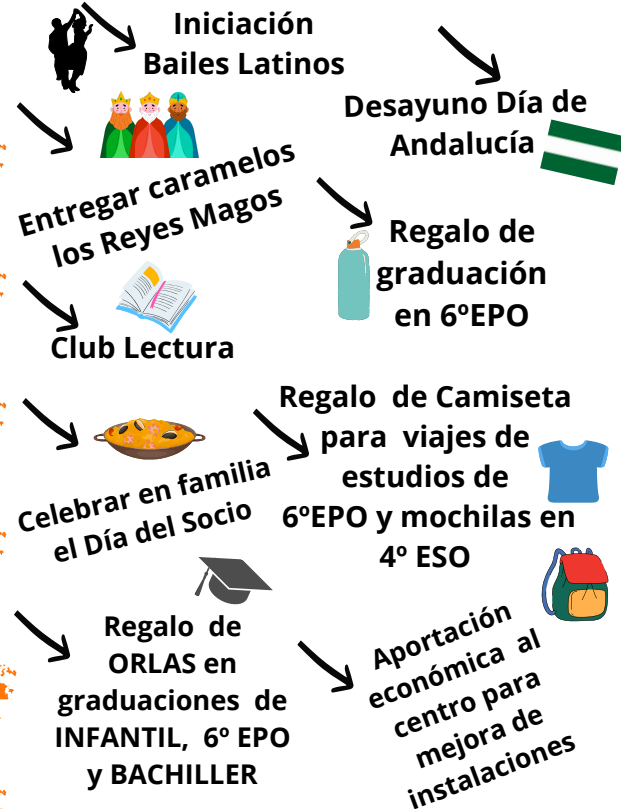 Iniciación
Bailes Latinos
Desayuno Día de
Andalucía
Entregar caramelos
los Reyes Magos
Regalo de
graduación
en 6ºEPO
Club Lectura
Regalo de Camiseta
para viajes de
estudios de
6ºEPO y mochilas en
4º ESO
Celebrar en familia
el Día del Socio
Regalo de
ORLAS en
graduaciones de
INFANTIL, 6º EPO
y BACHILLER
Aportación
económica al
centro para
mejora de
instalaciones